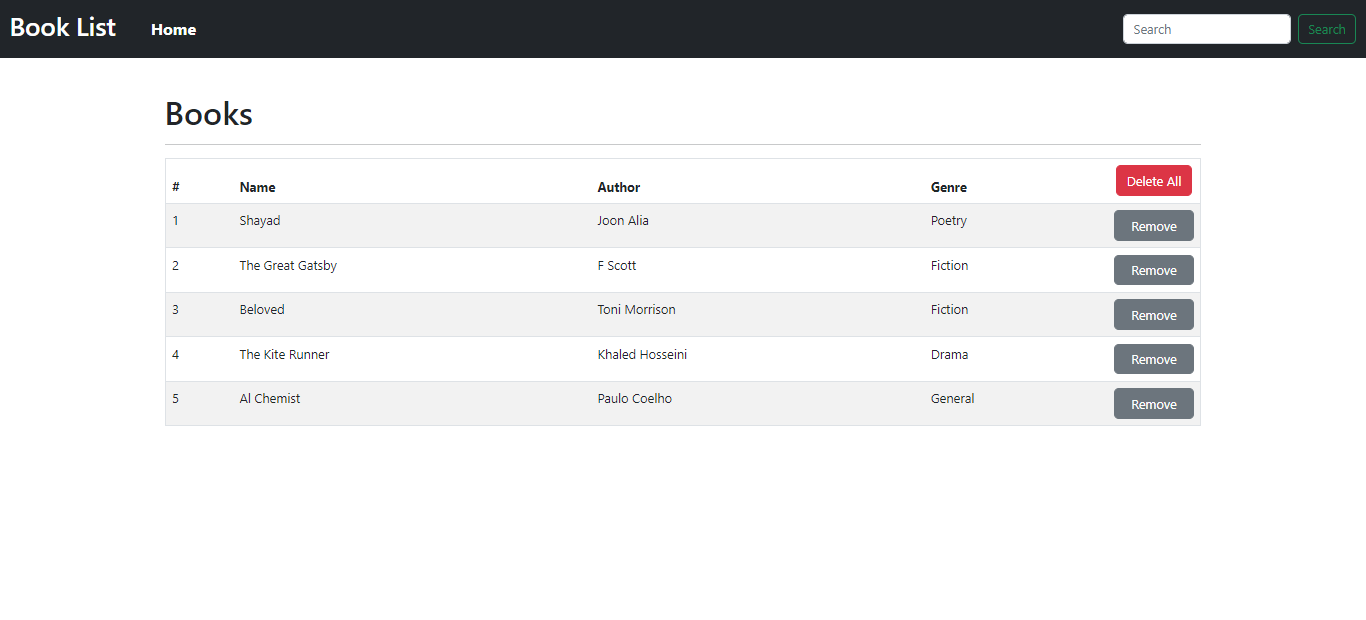 Book List Home Search Search
Books
# Name Author Genre Delete All
1 Shayad Joon Alia Poetry Remove
2 The Great Gatsby F Scott Fiction Remove
3 Beloved Toni Morrison Fiction Remove
4 The Kite Runner Khaled Hosseini Drama Remove
5 Al Chemist Paulo Coelho General Remove